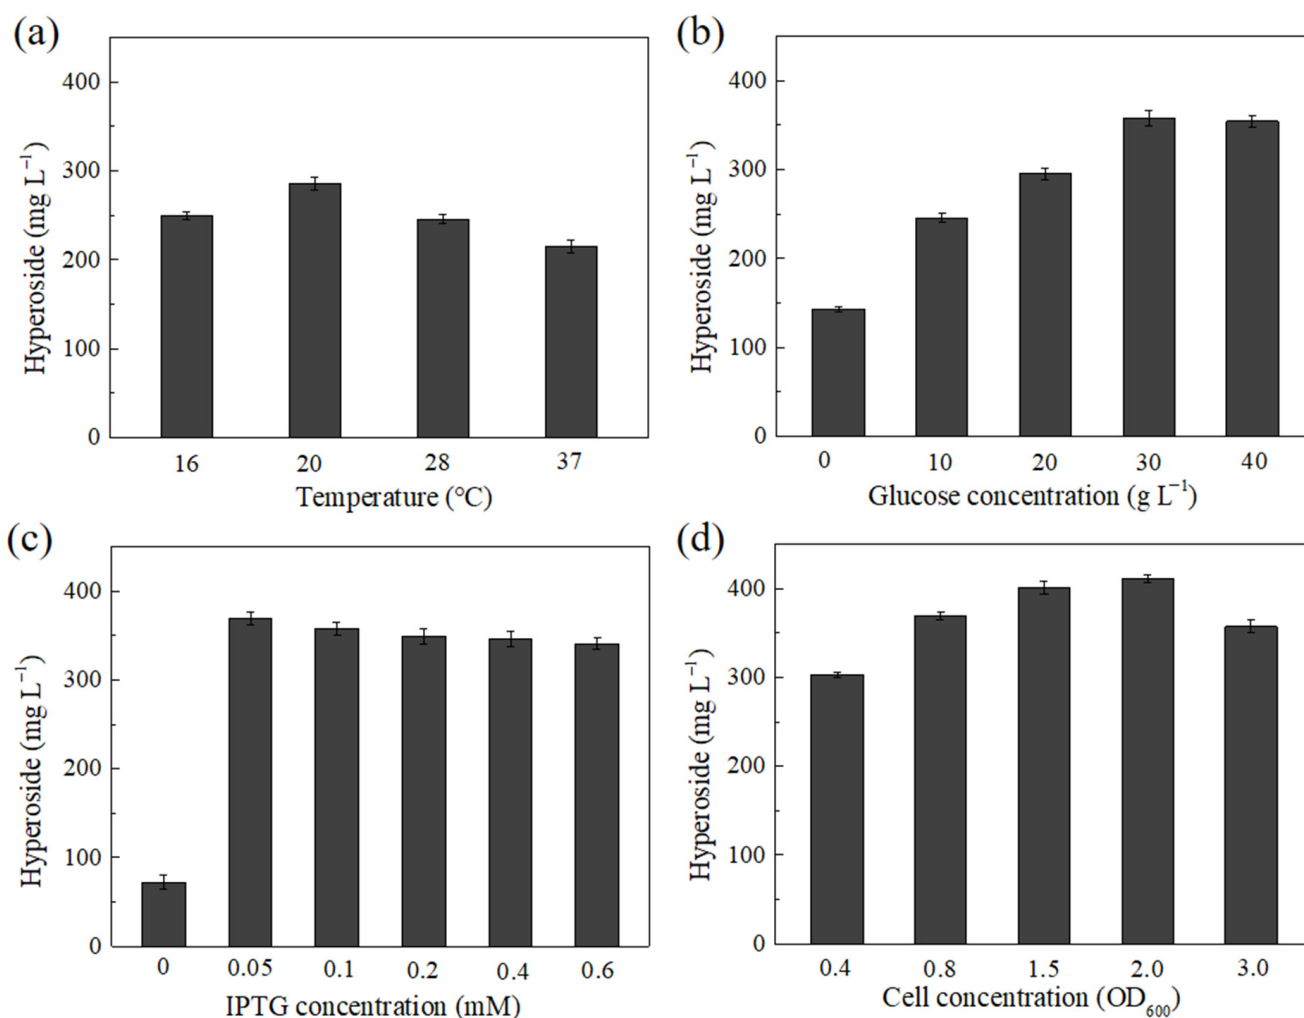 (a)
400
300
200
100
0
Hyperoside (mg L⁻¹)
16 20 28 37
Temperature (°C)
(b)
400
300
200
100
0
Hyperoside (mg L⁻¹)
0 10 20 30 40
Glucose concentration (g L⁻¹)
(c)
400
300
200
100
0
Hyperoside (mg L⁻¹)
0 0.05 0.1 0.2 0.4 0.6
IPTG concentration (mM)
(d)
400
300
200
100
0
Hyperoside (mg L⁻¹)
0.4 0.8 1.5 2.0 3.0
Cell concentration (OD₆₀₀)